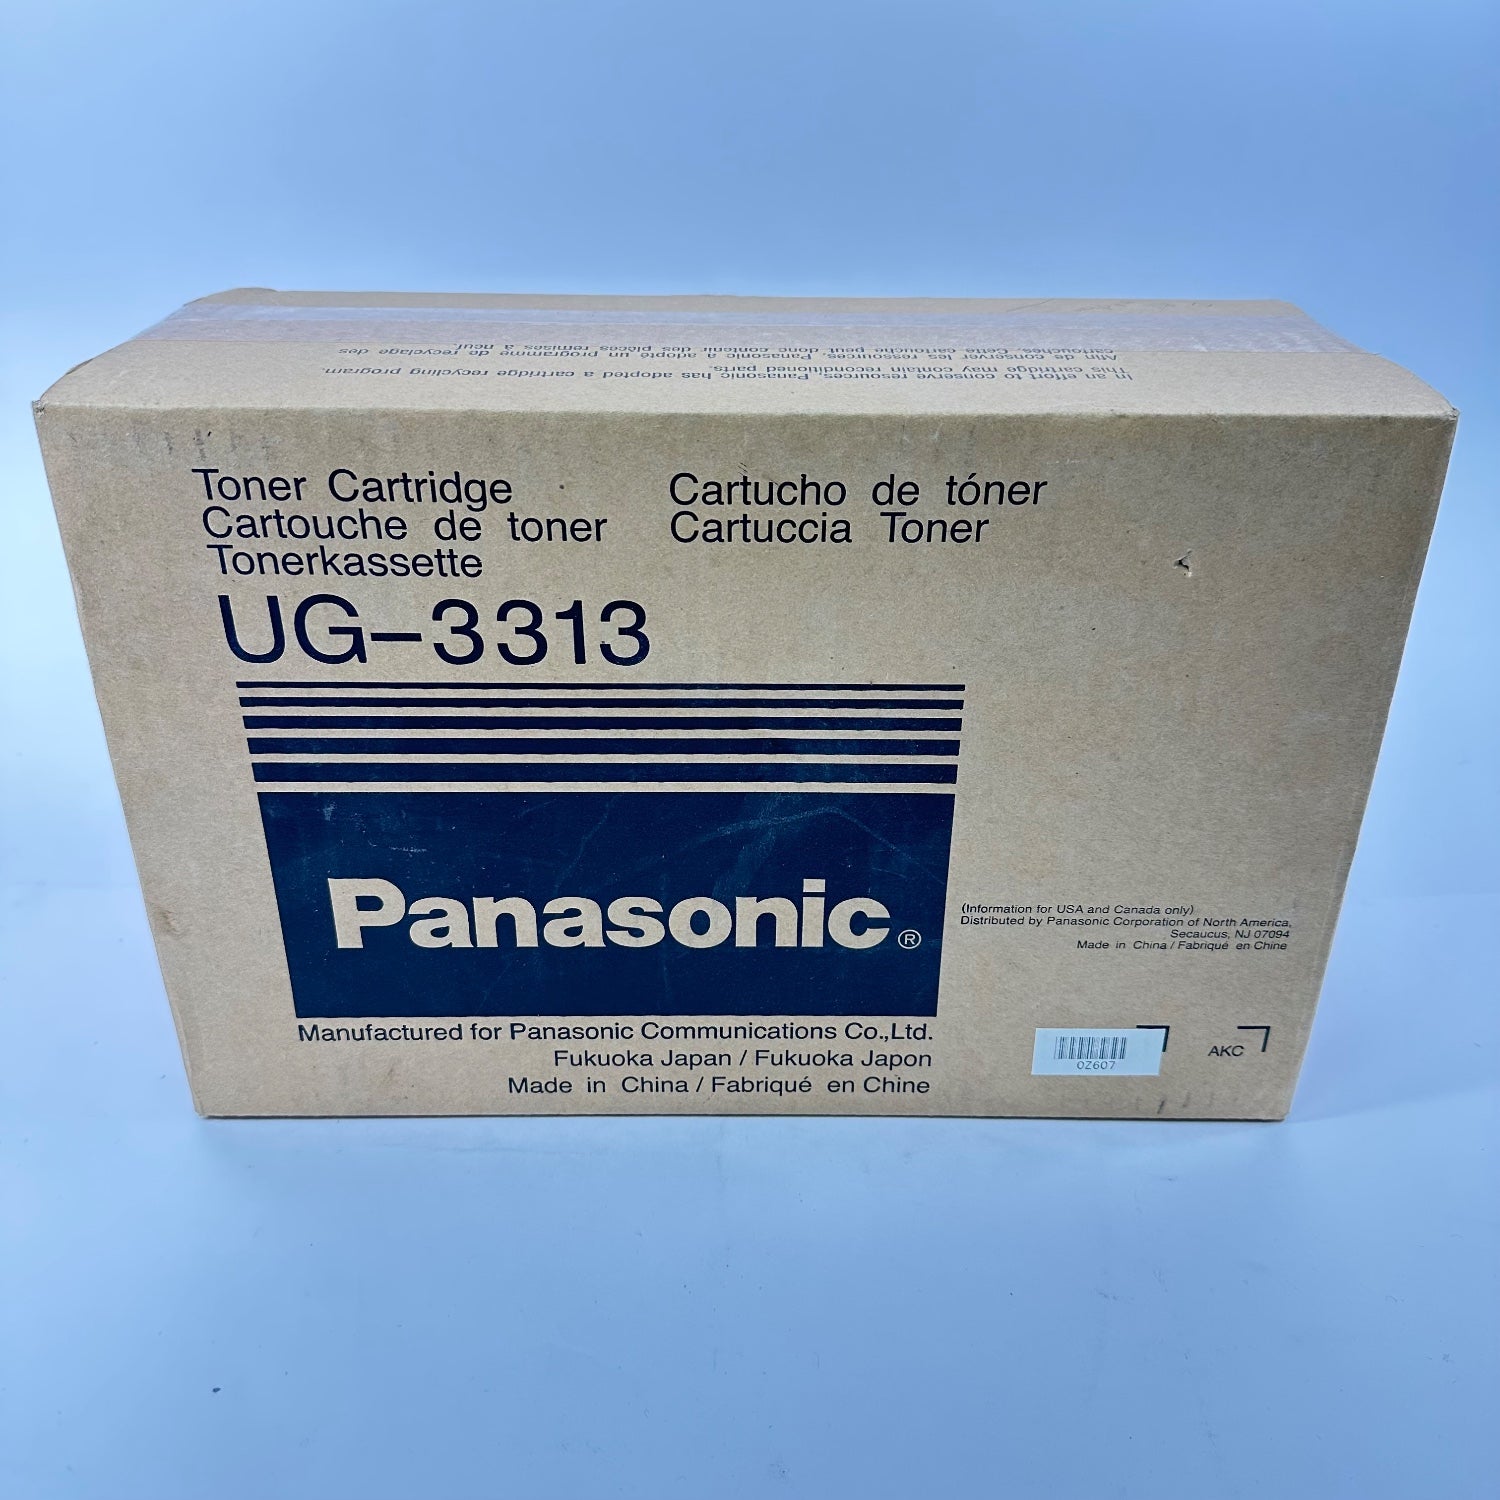 In an effort to conserve resources, Panasonic has adopted a cartridge recycling program.
This cartridge may contain reconditioned parts.
Afin de conserver les ressources, Panasonic a adopté un programme de recyclage des
cartouches. Cette cartouche peut donc contenir des pièces remises à neuf.
Toner Cartridge
Cartouche de toner
Tonerkassette
Cartucho de tóner
Cartuccia Toner
UG-3313
Panasonic®
(Information for USA and Canada only)
Distributed by Panasonic Corporation of North America,
Secaucus, NJ 07094
Made in China / Fabriqué en Chine
Manufactured for Panasonic Communications Co.,Ltd.
Fukuoka Japan / Fukuoka Japon
Made in China / Fabriqué en Chine
0Z607
AKC